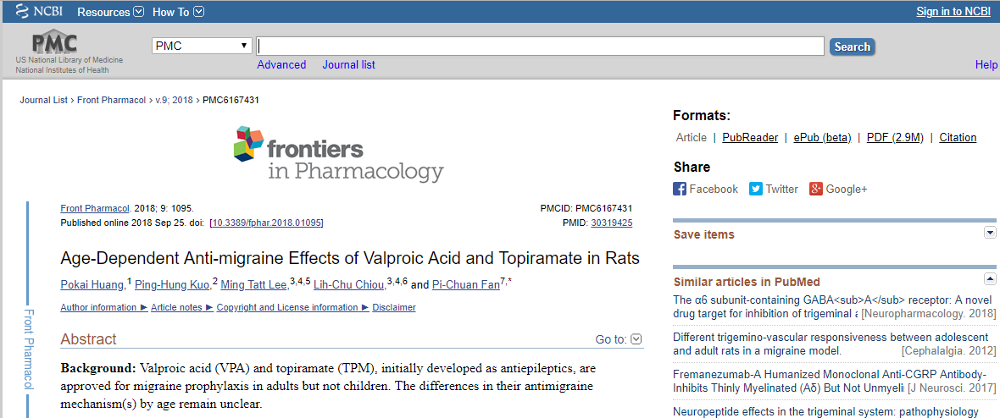 NCBI Resources How To Sign in to NCBI
PMC
US National Library of Medicine
National Institutes of Health
PMC
Search
Advanced Journal list
Help
Journal List > Front Pharmacol > v.9; 2018 > PMC6167431
frontiers
in Pharmacology
Front Pharmacol. 2018; 9: 1095. PMCID: PMC6167431
Published online 2018 Sep 25. doi: [10.3389/fphar.2018.01095] PMID: 30319425
Age-Dependent Anti-migraine Effects of Valproic Acid and Topiramate in Rats
Pokai Huang,1 Ping-Hung Kuo,2 Ming Tatt Lee,3,4,5 Lih-Chu Chiou,3,4,6 and Pi-Chuan Fan7,*
Author information ► Article notes ► Copyright and License information ► Disclaimer
Front Pharmacol
Abstract Go to:
Background: Valproic acid (VPA) and topiramate (TPM), initially developed as antiepileptics, are
approved for migraine prophylaxis in adults but not children. The differences in their antimigraine
mechanism(s) by age remain unclear.
Formats:
Article | PubReader | ePub (beta) | PDF (2.9M) | Citation
Share
Facebook Twitter Google+
Save items
Similar articles in PubMed
The α6 subunit-containing GABA<sub>A</sub> receptor: A novel
drug target for inhibition of trigeminal [Neuropharmacology. 2018]
Different trigemino-vascular responsiveness between adolescent
and adult rats in a migraine model. [Cephalalgia. 2012]
Fremanezumab-A Humanized Monoclonal Anti-CGRP Antibody-
Inhibits Thinly Myelinated (Aδ) But Not Unmyeli [J Neurosci. 2017]
Neuropeptide effects in the trigeminal system: pathophysiology